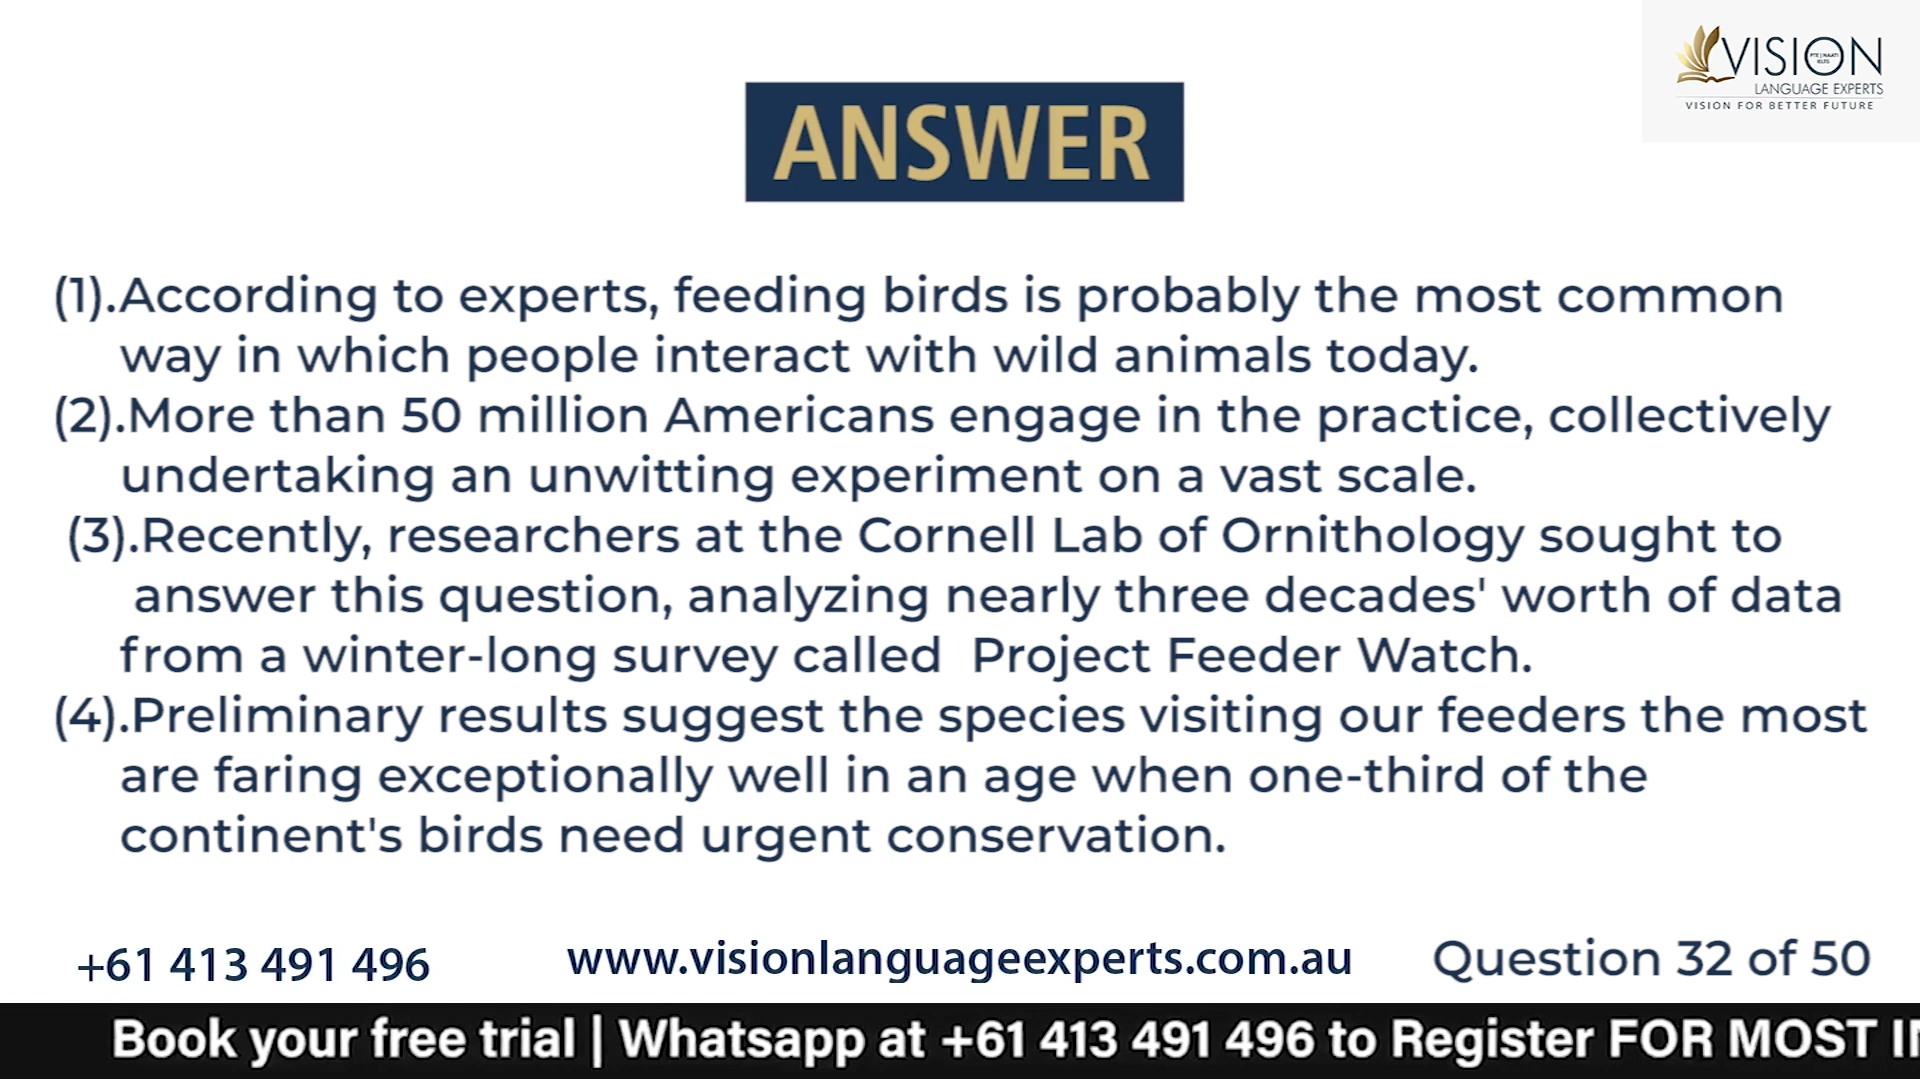 VISION
LANGUAGE EXPERTS
VISION FOR BETTER FUTURE
ANSWER
(1).According to experts, feeding birds is probably the most common
way in which people interact with wild animals today.
(2).More than 50 million Americans engage in the practice, collectively
undertaking an unwitting experiment on a vast scale.
(3).Recently, researchers at the Cornell Lab of Ornithology sought to
answer this question, analyzing nearly three decades' worth of data
from a winter-long survey called Project Feeder Watch.
(4).Preliminary results suggest the species visiting our feeders the most
are faring exceptionally well in an age when one-third of the
continent's birds need urgent conservation.
+61 413 491 496
www.visionlanguageexperts.com.au
Question 32 of 50
Book your free trial | Whatsapp at +61 413 491 496 to Register FOR MOST IN